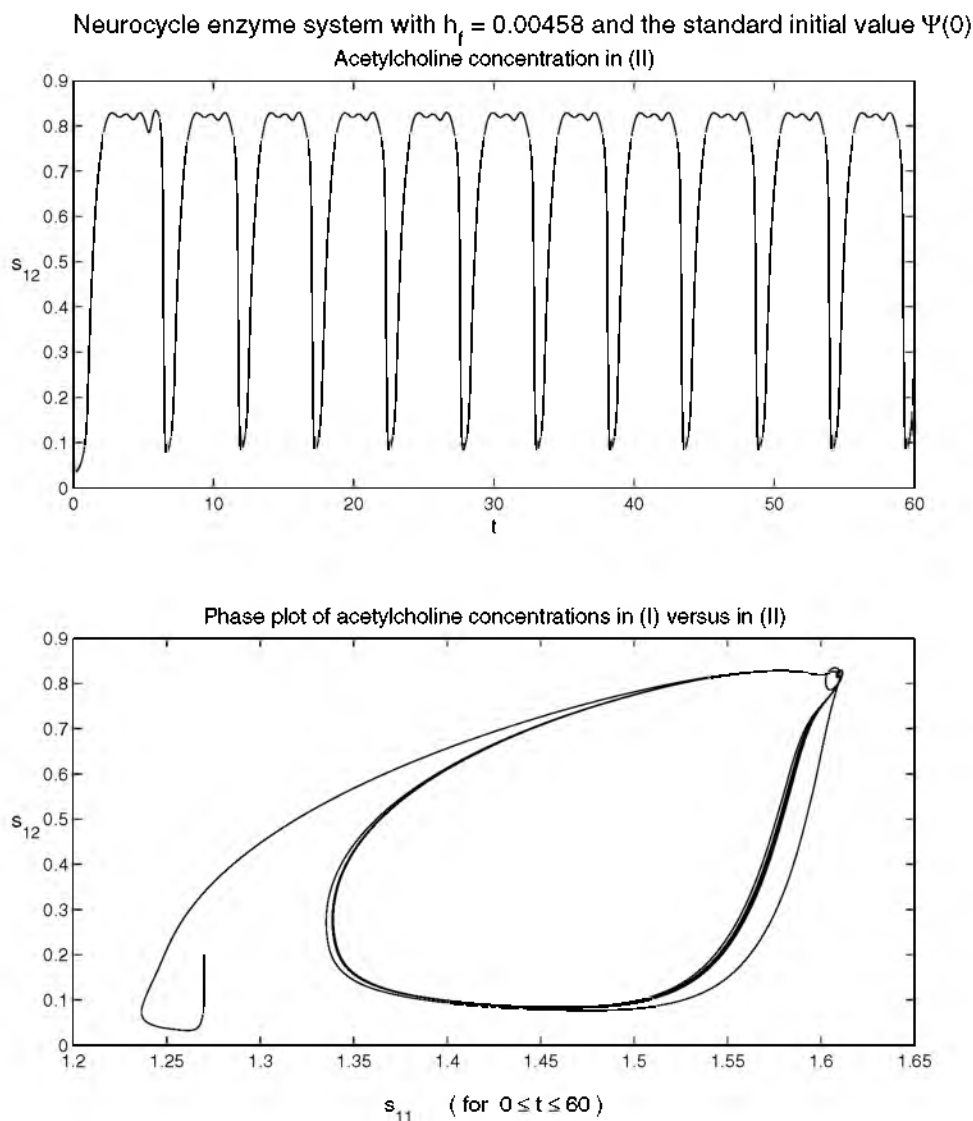 Neurocycle enzyme system with h_f = 0.00458 and the standard initial value Ψ(0)
Acetylcholine concentration in (II)
0.9
0.8
0.7
0.6
0.5
s_12
0.4
0.3
0.2
0.1
0
0 10 20 30 40 50 60
t
Phase plot of acetylcholine concentrations in (I) versus in (II)
0.9
0.8
0.7
0.6
0.5
s_12
0.4
0.3
0.2
0.1
0
1.2 1.25 1.3 1.35 1.4 1.45 1.5 1.55 1.6 1.65
s_11 ( for 0 ≤ t ≤ 60 )